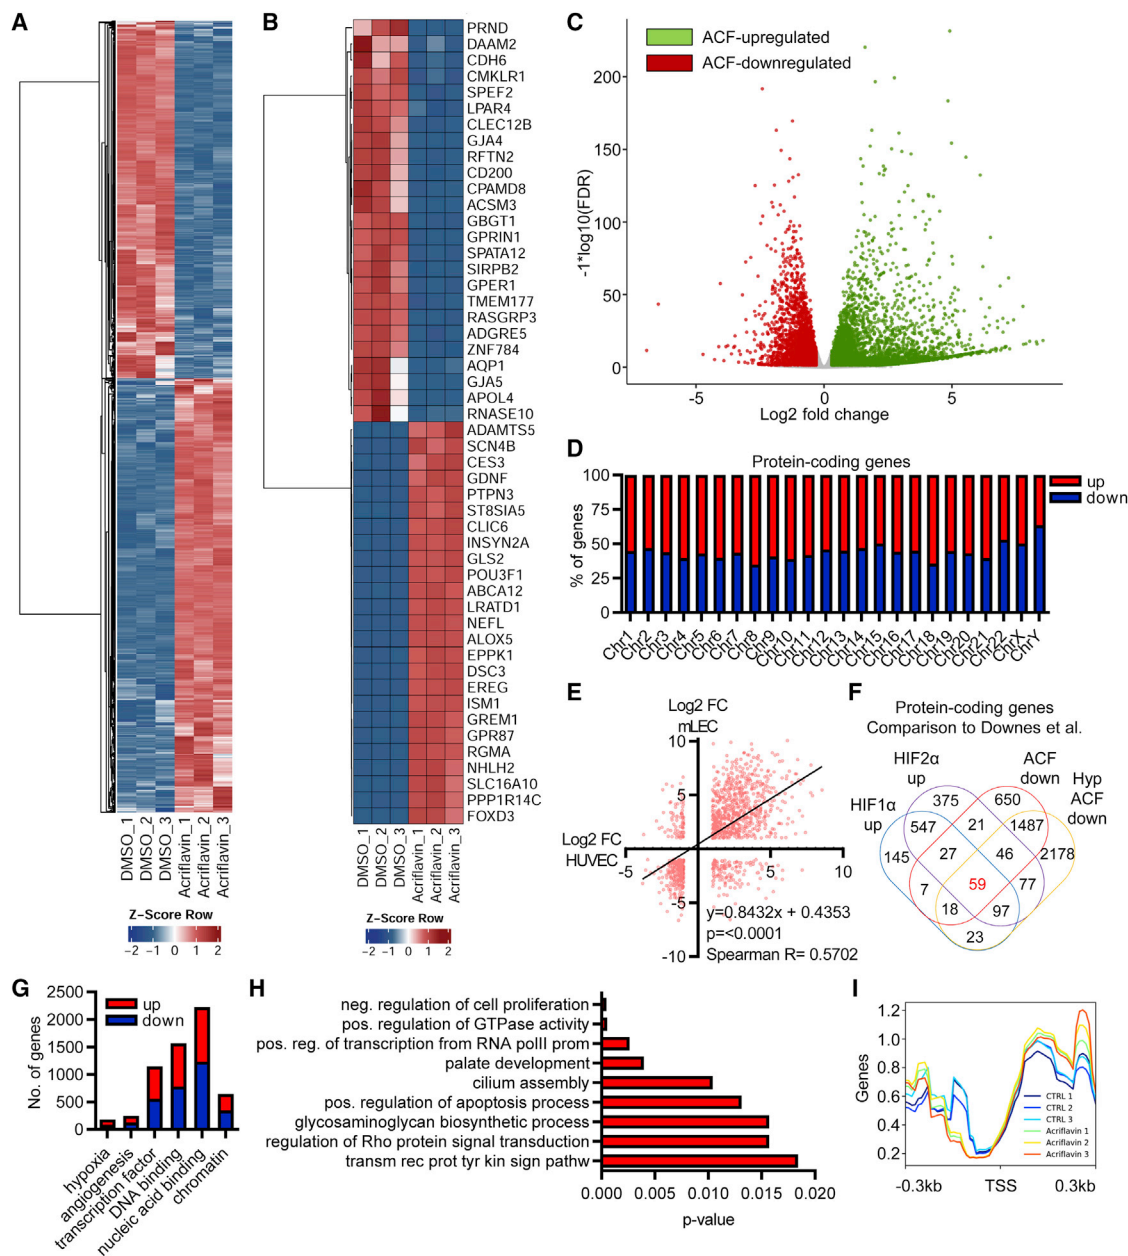 A
DMSO_1
DMSO_2
DMSO_3
Acriflavin_1
Acriflavin_2
Acriflavin_3
Z-Score Row
-2 -1 0 1 2
B
PRND
DAAM2
CDH6
CMKLR1
SPEF2
LPAR4
CLEC12B
GJA4
RFTN2
CD200
CPAMD8
ACSM3
GBGT1
GPRIN1
SPATA12
SIRPB2
GPER1
TMEM177
RASGRP3
ADGRE5
ZNF784
AQP1
GJA5
APOL4
RNASE10
ADAMTS5
SCN4B
CES3
GDNF
PTPN3
ST8SIA5
CLIC6
INSYN2A
GLS2
POU3F1
ABCA12
LRATD1
NEFL
ALOX5
EPPK1
DSC3
EREG
ISM1
GREM1
GPR87
RGMA
NHLH2
SLC16A10
PPP1R14C
FOXD3
DMSO_1
DMSO_2
DMSO_3
Acriflavin_1
Acriflavin_2
Acriflavin_3
Z-Score Row
-2 -1 0 1 2
C
ACF-upregulated
ACF-downregulated
-1*log10(FDR)
200
150
100
50
0
-5 0 5
Log2 fold change
D
Protein-coding genes
up
down
% of genes
100
75
50
25
0
Chr1
Chr2
Chr3
Chr4
Chr5
Chr6
Chr7
Chr8
Chr9
Chr10
Chr11
Chr12
Chr13
Chr14
Chr15
Chr16
Chr17
Chr18
Chr19
Chr20
Chr21
Chr22
ChrX
ChrY
E
Log2 FC
mLEC
10
5
Log2 FC
HUVEC
-5 5 10
-5
-10
y=0.8432x + 0.4353
p=<0.0001
Spearman R= 0.5702
F
Protein-coding genes
Comparison to Downes et al.
HIF2α
up
ACF
down
HIF1α
up
Hyp
ACF
down
375 650
547 21 1487
145 27 46 2178
7 59 77
18 97
23
G
up
down
No. of genes
2500
2000
1500
1000
500
0
hypoxia
angiogenesis
transcription factor
DNA binding
nucleic acid binding
chromatin
H
neg. regulation of cell proliferation
pos. regulation of GTPase activity
pos. reg. of transcription from RNA polII prom
palate development
cilium assembly
pos. regulation of apoptosis process
glycosaminoglycan biosynthetic process
regulation of Rho protein signal transduction
transm rec prot tyr kin sign pathw
0.000 0.005 0.010 0.015 0.020
p-value
I
Genes
1.2
1.0
0.8
0.6
0.4
0.2
CTRL 1
CTRL 2
CTRL 3
Acriflavin 1
Acriflavin 2
Acriflavin 3
-0.3kb TSS 0.3kb